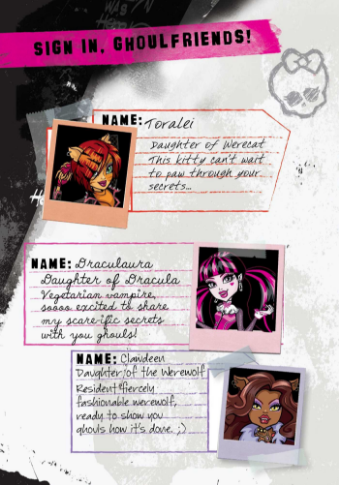 SIGN IN, GHOULFRIENDS!
NAME: Toralei
Daughter of Werecat
This kitty can't wait
to paw through your
secrets...
NAME: Draculaura
Daughter of Dracula
Vegetarian vampire,
soooo excited to share
my scare-ific secrets
with you ghouls!
NAME: Clawdeen
Daughter of the Werewolf
Resident fiercely
fashionable werewolf,
ready to show you
ghouls how it's done. ;)